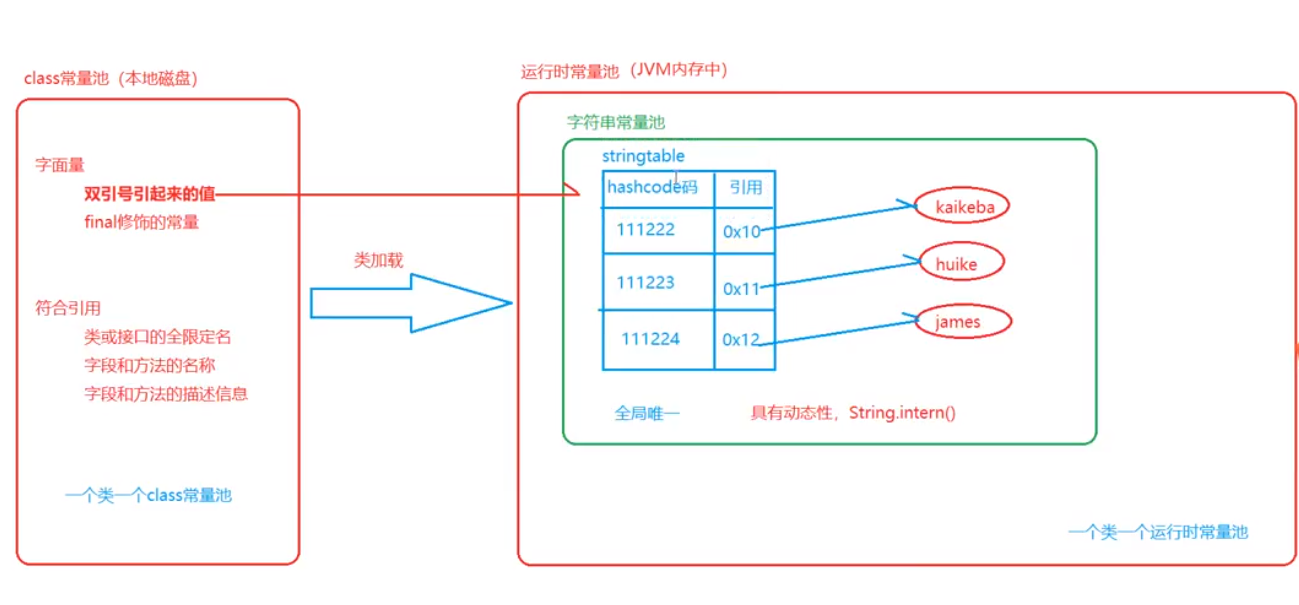 class常量池（本地磁盘）
字面量
双引号引起来的值
final修饰的常量
符合引用
类或接口的全限定名
字段和方法的名称
字段和方法的描述信息
一个类一个class常量池
类加载
运行时常量池（JVM内存中）
字符串常量池
stringtable
hashcode码 引用
111222 0x10
111223 0x11
111224 0x12
kaikeba
huike
james
全局唯一
具有动态性，String.intern()
一个类一个运行时常量池